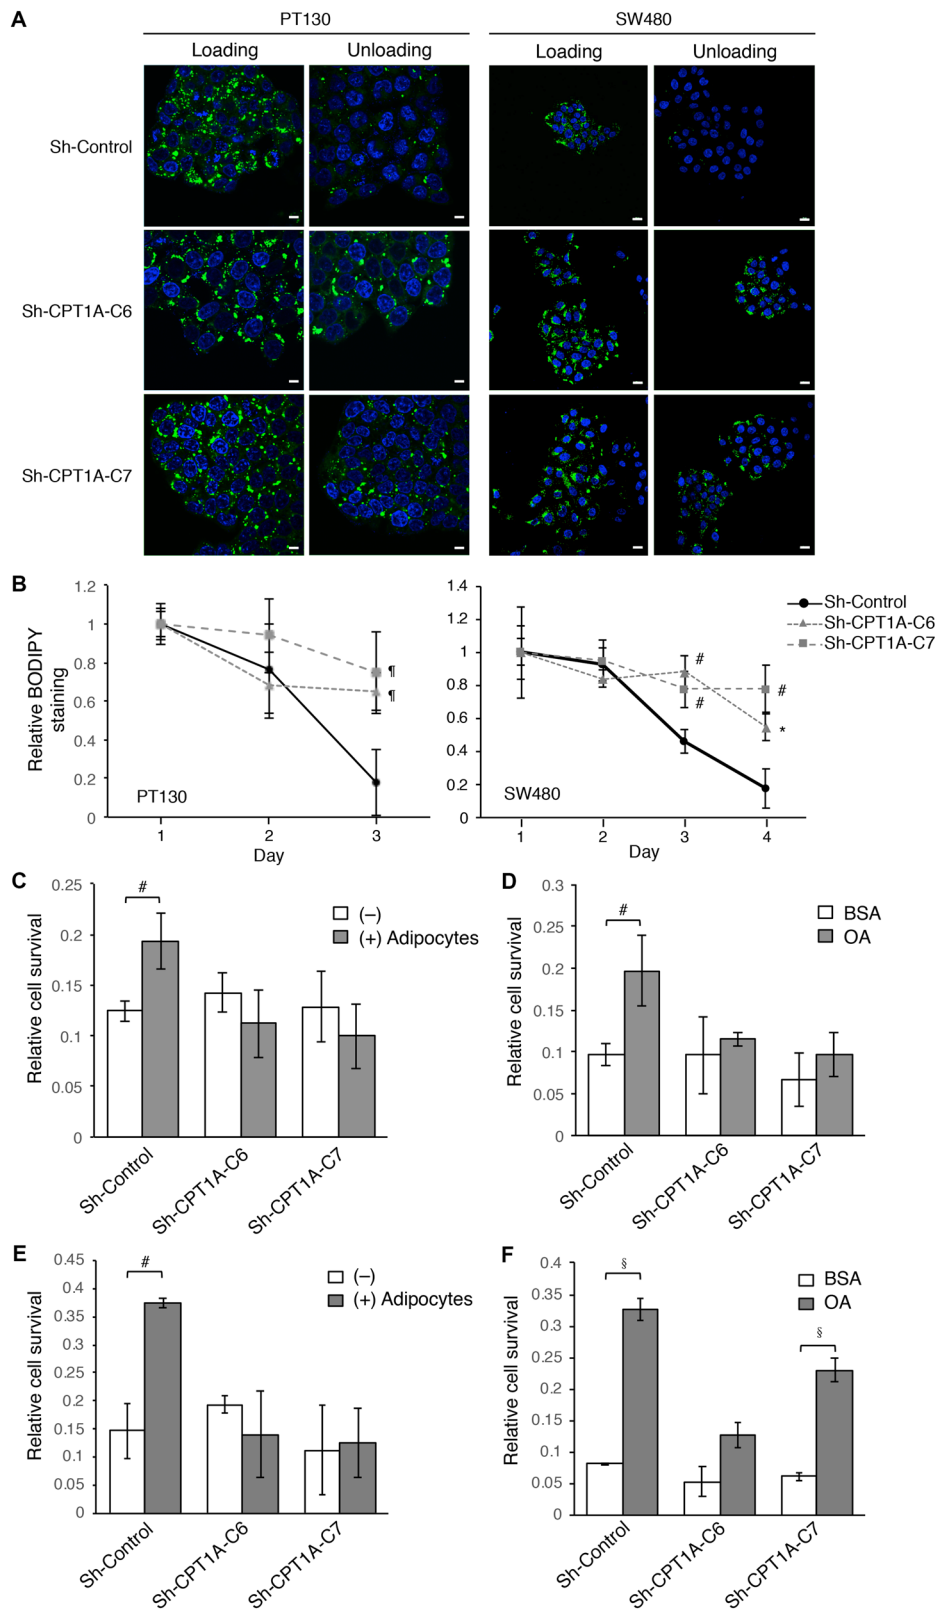 A
PT130
SW480
Loading
Unloading
Loading
Unloading
Sh-Control
Sh-CPT1A-C6
Sh-CPT1A-C7
B
Relative BODIPY
staining
1.2
1
0.8
0.6
0.4
0.2
0
¶
¶
PT130
1
2
3
Day
1.4
1.2
1
0.8
0.6
0.4
0.2
0
#
#
#
*
SW480
1
2
3
4
Day
Sh-Control
Sh-CPT1A-C6
Sh-CPT1A-C7
C
Relative cell survival
0.25
0.2
0.15
0.1
0.05
0
#
(–)
(+) Adipocytes
Sh-Control
Sh-CPT1A-C6
Sh-CPT1A-C7
D
Relative cell survival
0.3
0.25
0.2
0.15
0.1
0.05
0
#
BSA
OA
Sh-Control
Sh-CPT1A-C6
Sh-CPT1A-C7
E
Relative cell survival
0.45
0.4
0.35
0.3
0.25
0.2
0.15
0.1
0.05
0
#
(–)
(+) Adipocytes
Sh-Control
Sh-CPT1A-C6
Sh-CPT1A-C7
F
Relative cell survival
0.4
0.35
0.3
0.25
0.2
0.15
0.1
0.05
0
§
§
BSA
OA
Sh-Control
Sh-CPT1A-C6
Sh-CPT1A-C7